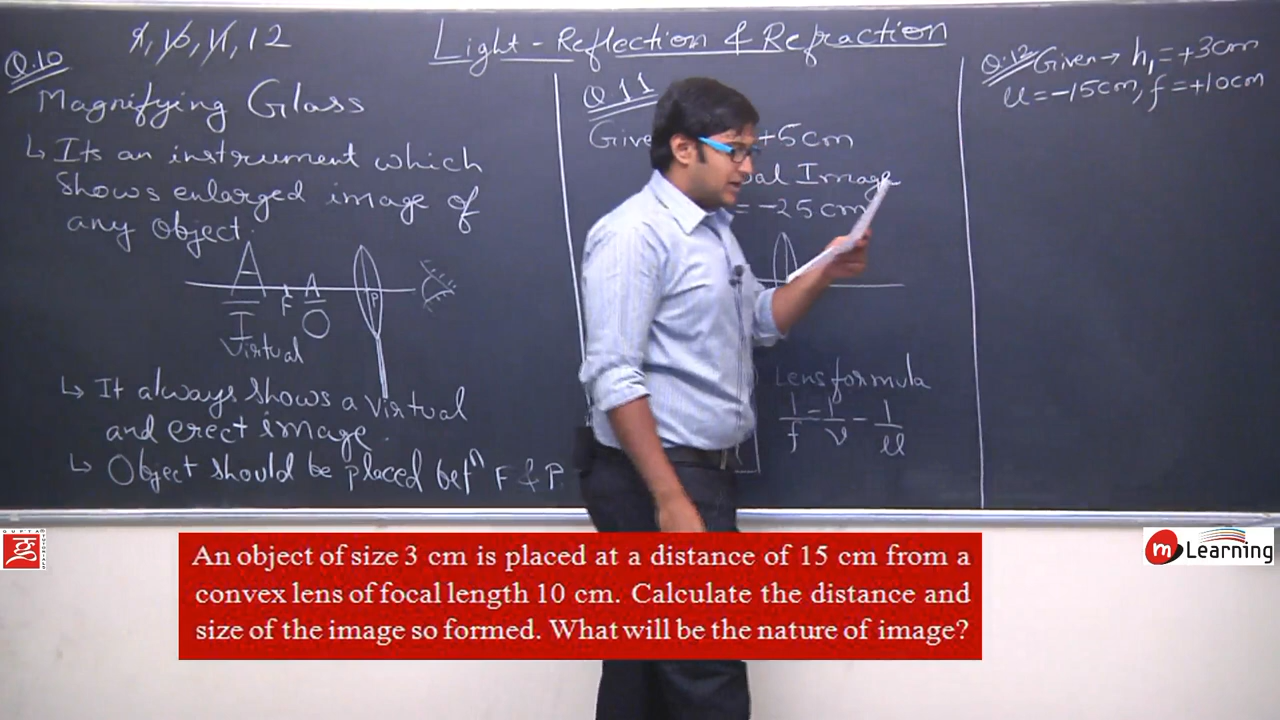 9, 10, 11, 12
Light - Reflection & Refraction
Q.10
Magnifying Glass
↳ Its an instrument which
shows enlarged image of
any object.
A
F
A
P
I
O
Virtual
↳ It always shows a virtual
and erect image.
↳ Object should be placed betⁿ F & P.
Q.11
+5cm
Image
= -25cm
Lens formula
1/f = 1/v - 1/u
Q.12 Given → h₁ = +3cm
u = -15cm, f = +10cm
GUPTA
An object of size 3 cm is placed at a distance of 15 cm from a
convex lens of focal length 10 cm. Calculate the distance and
size of the image so formed. What will be the nature of image?
m Learning